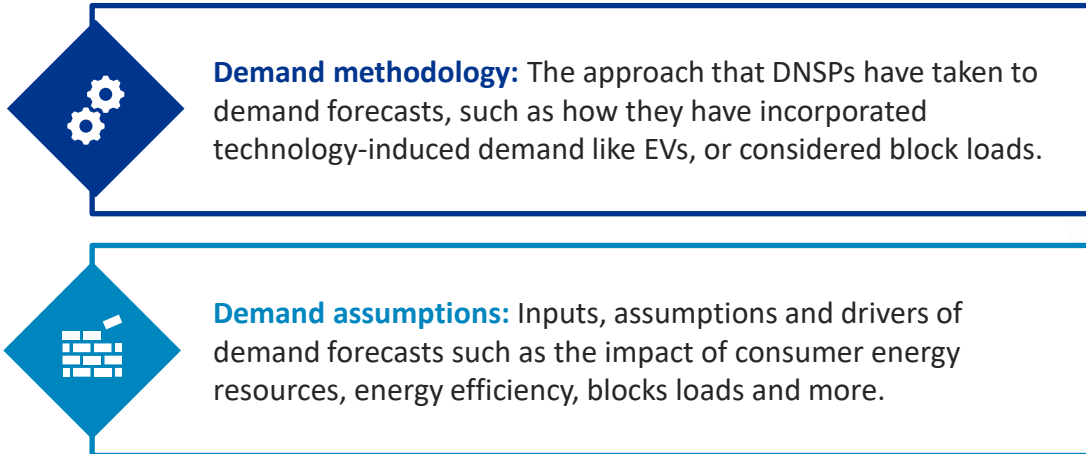 Demand methodology: The approach that DNSPs have taken to
demand forecasts, such as how they have incorporated
technology-induced demand like EVs, or considered block loads.
Demand assumptions: Inputs, assumptions and drivers of
demand forecasts such as the impact of consumer energy
resources, energy efficiency, blocks loads and more.